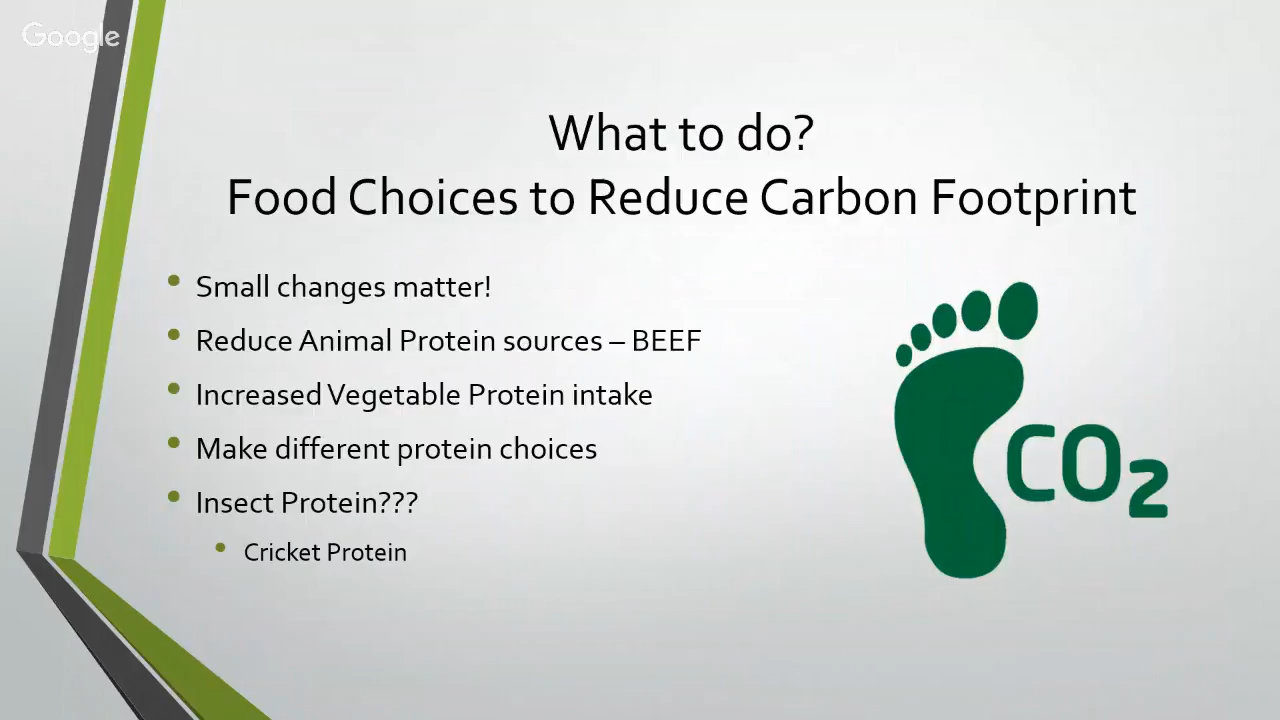 Google
What to do?
Food Choices to Reduce Carbon Footprint
• Small changes matter!
• Reduce Animal Protein sources – BEEF
• Increased Vegetable Protein intake
• Make different protein choices
• Insect Protein???
• Cricket Protein
CO2